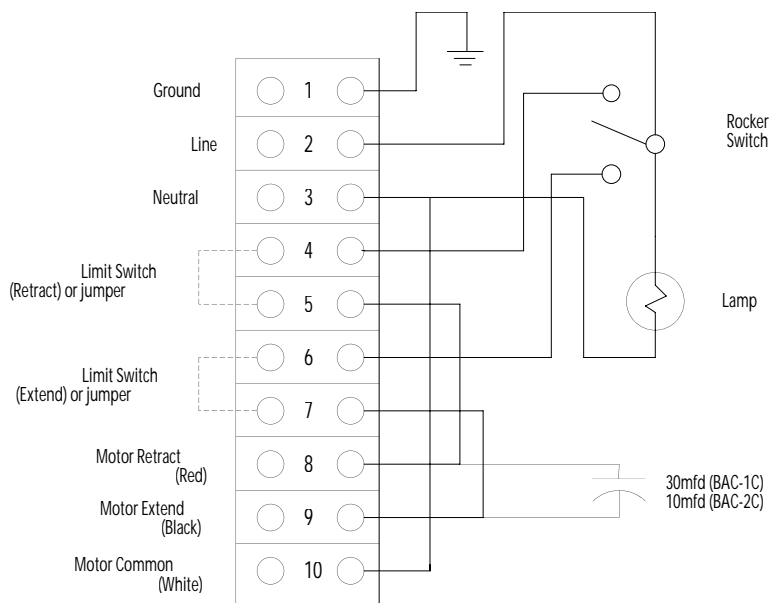 Ground
1
Line
2
Rocker
Switch
Neutral
3
4
Limit Switch
(Retract) or jumper
5
Lamp
6
Limit Switch
(Extend) or jumper
7
Motor Retract
(Red)
8
30mfd (BAC-1C)
10mfd (BAC-2C)
Motor Extend
(Black)
9
Motor Common
(White)
10